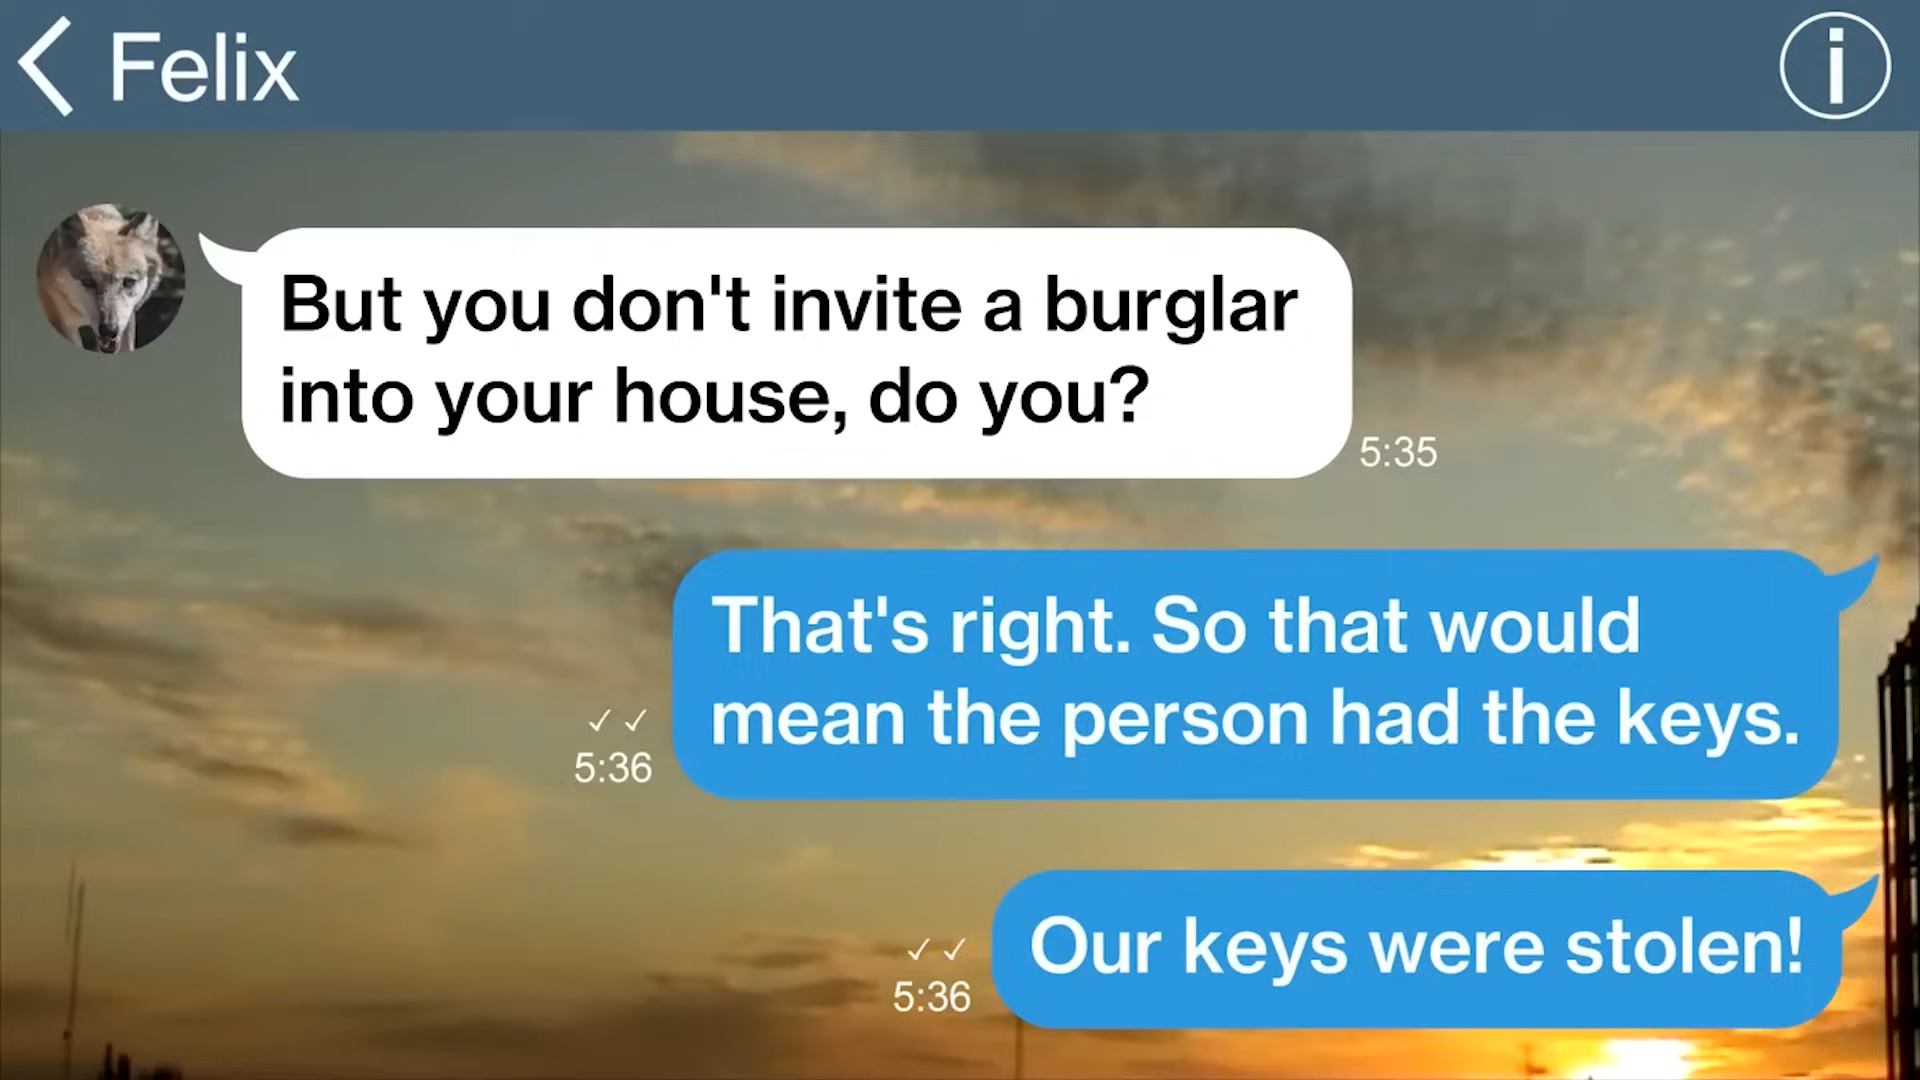 Felix
But you don't invite a burglar
into your house, do you?
5:35
That's right. So that would
mean the person had the keys.
5:36
Our keys were stolen!
5:36